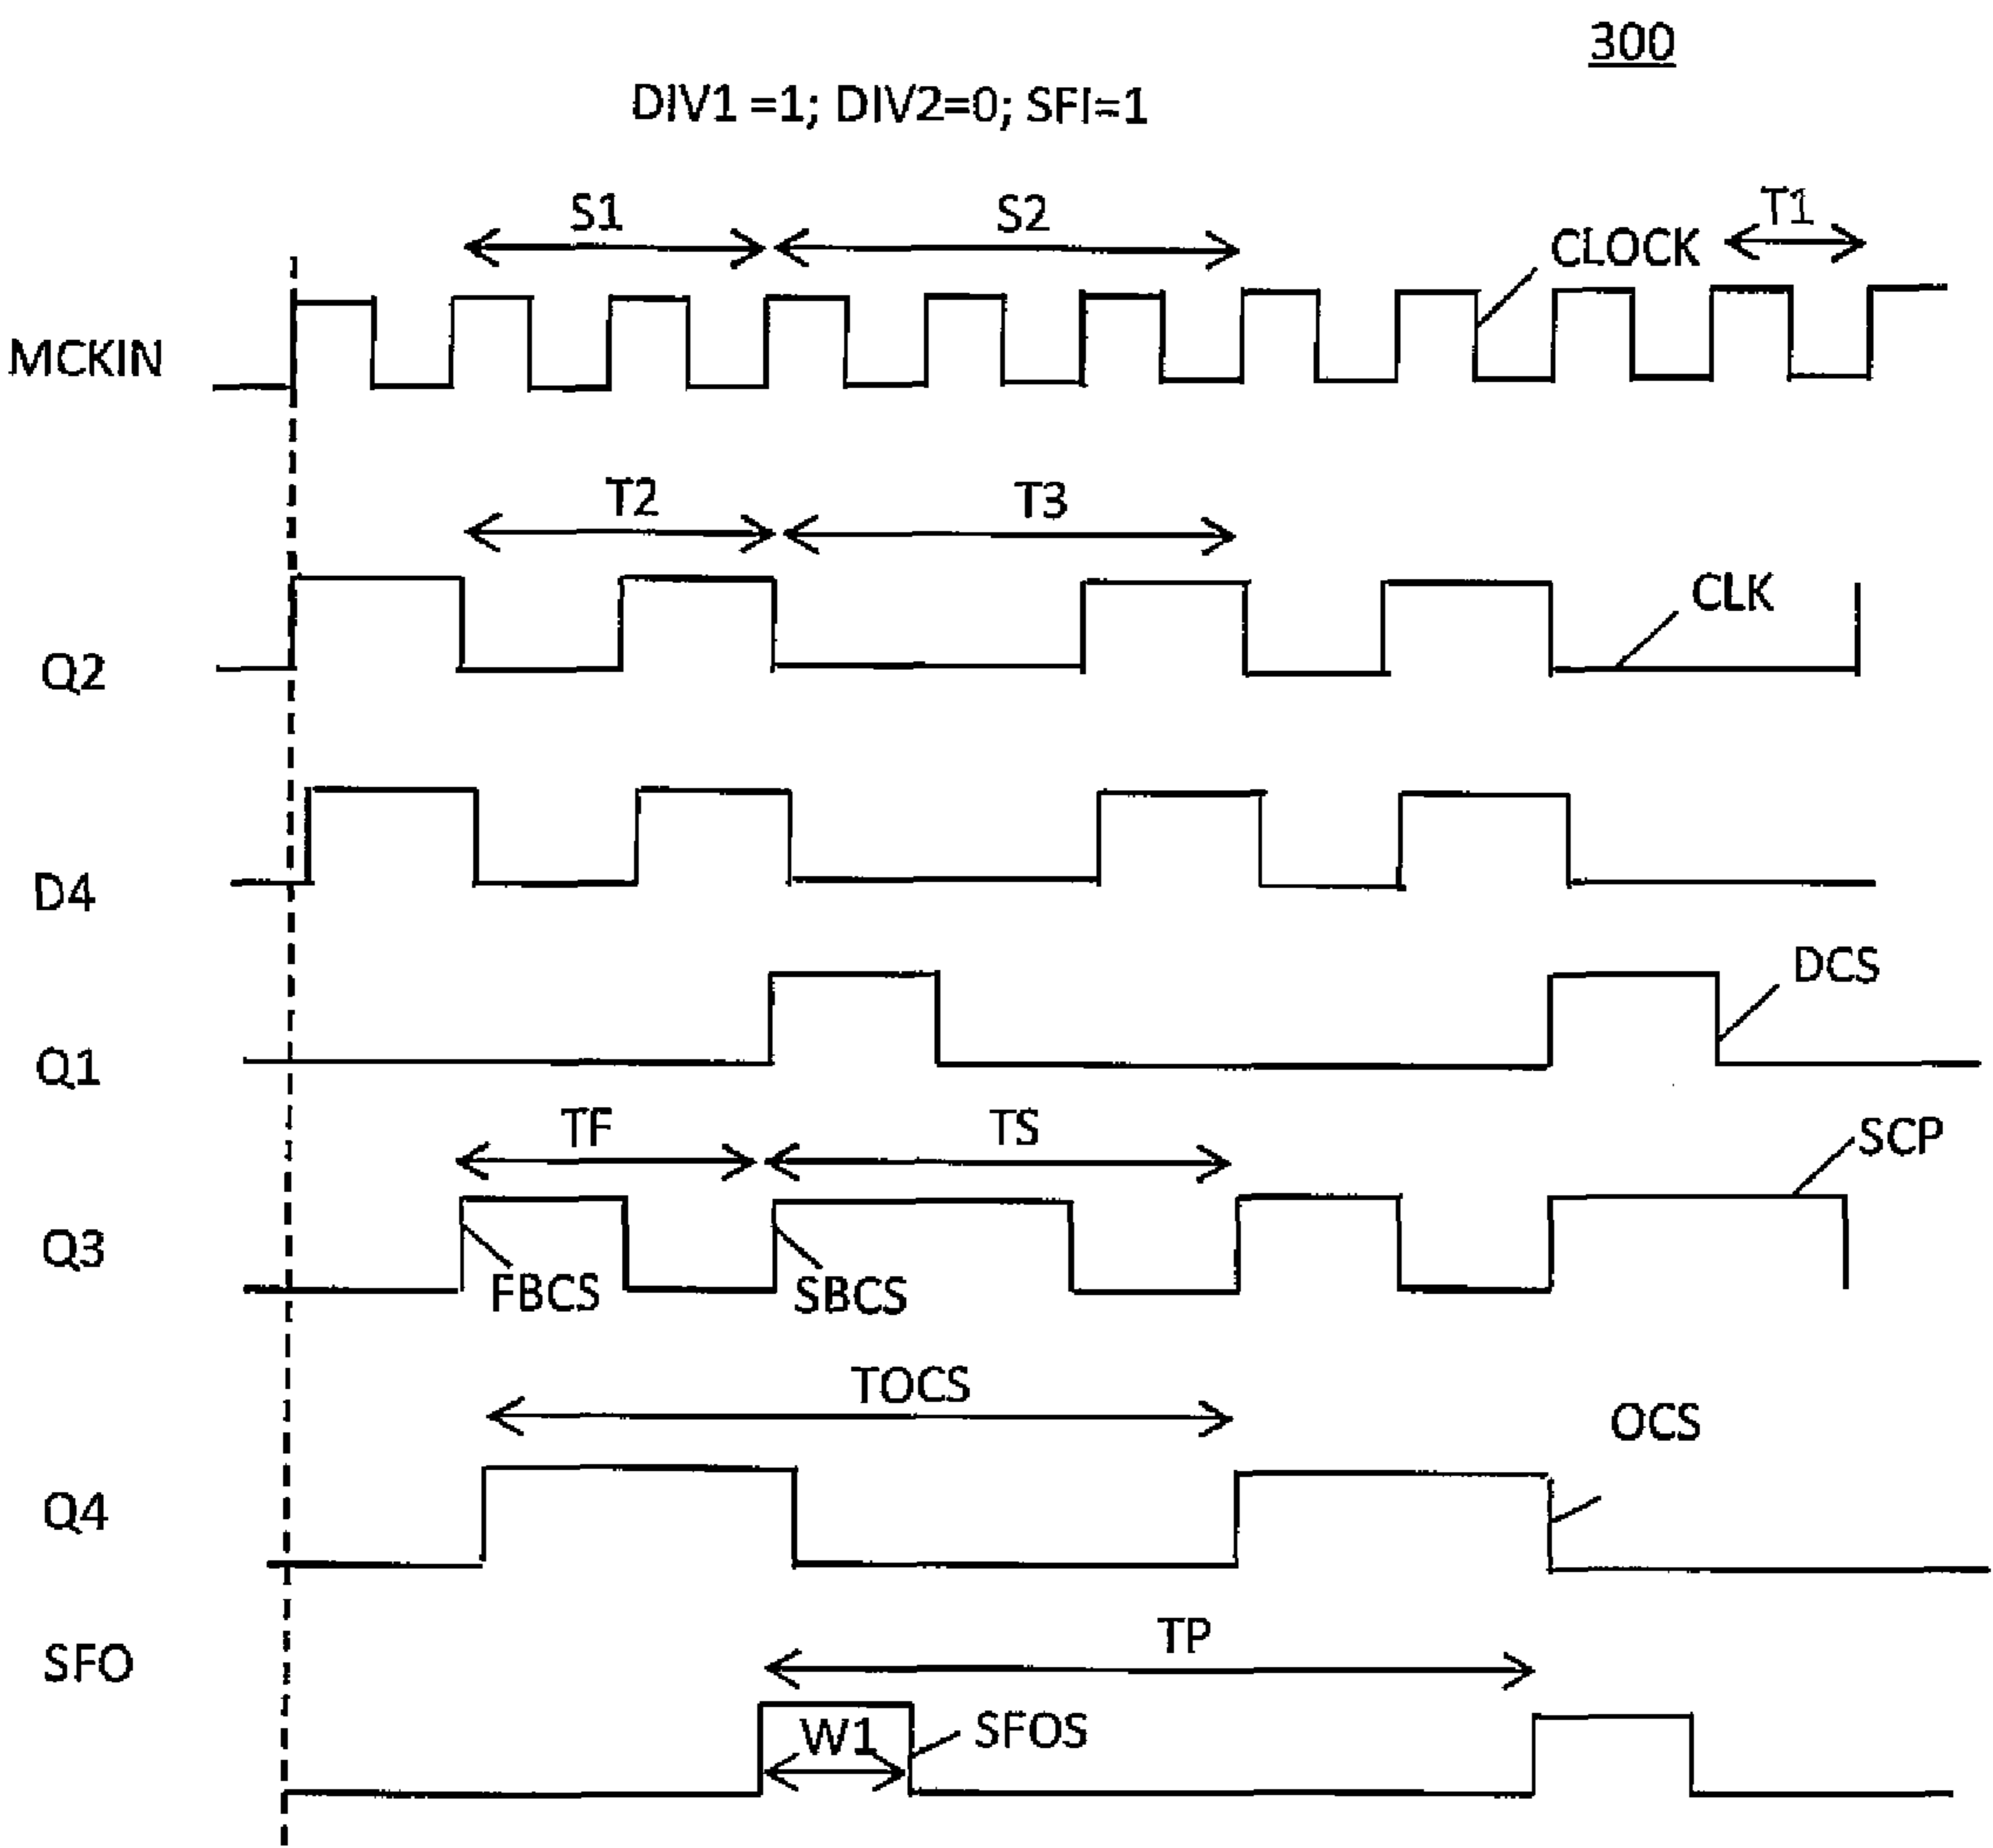 300
DIV1 =1; DIV2=0; SFI=1
S1
S2
T1
CLOCK
MCKIN
T2
T3
CLK
Q2
D4
DCS
Q1
TF
TS
SCP
Q3
FBCS
SBCS
TOCS
OCS
Q4
TP
SFO
W1
SFOS